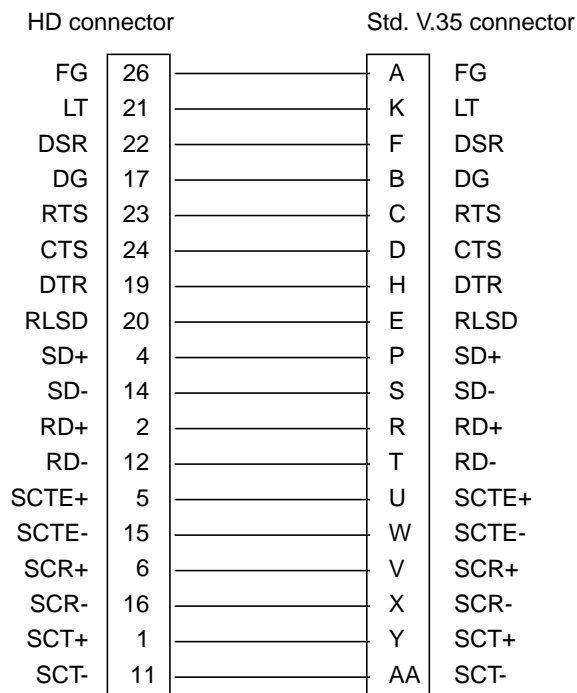 HD connector Std. V.35 connector
FG 26 A FG
LT 21 K LT
DSR 22 F DSR
DG 17 B DG
RTS 23 C RTS
CTS 24 D CTS
DTR 19 H DTR
RLSD 20 E RLSD
SD+ 4 P SD+
SD- 14 S SD-
RD+ 2 R RD+
RD- 12 T RD-
SCTE+ 5 U SCTE+
SCTE- 15 W SCTE-
SCR+ 6 V SCR+
SCR- 16 X SCR-
SCT+ 1 Y SCT+
SCT- 11 AA SCT-